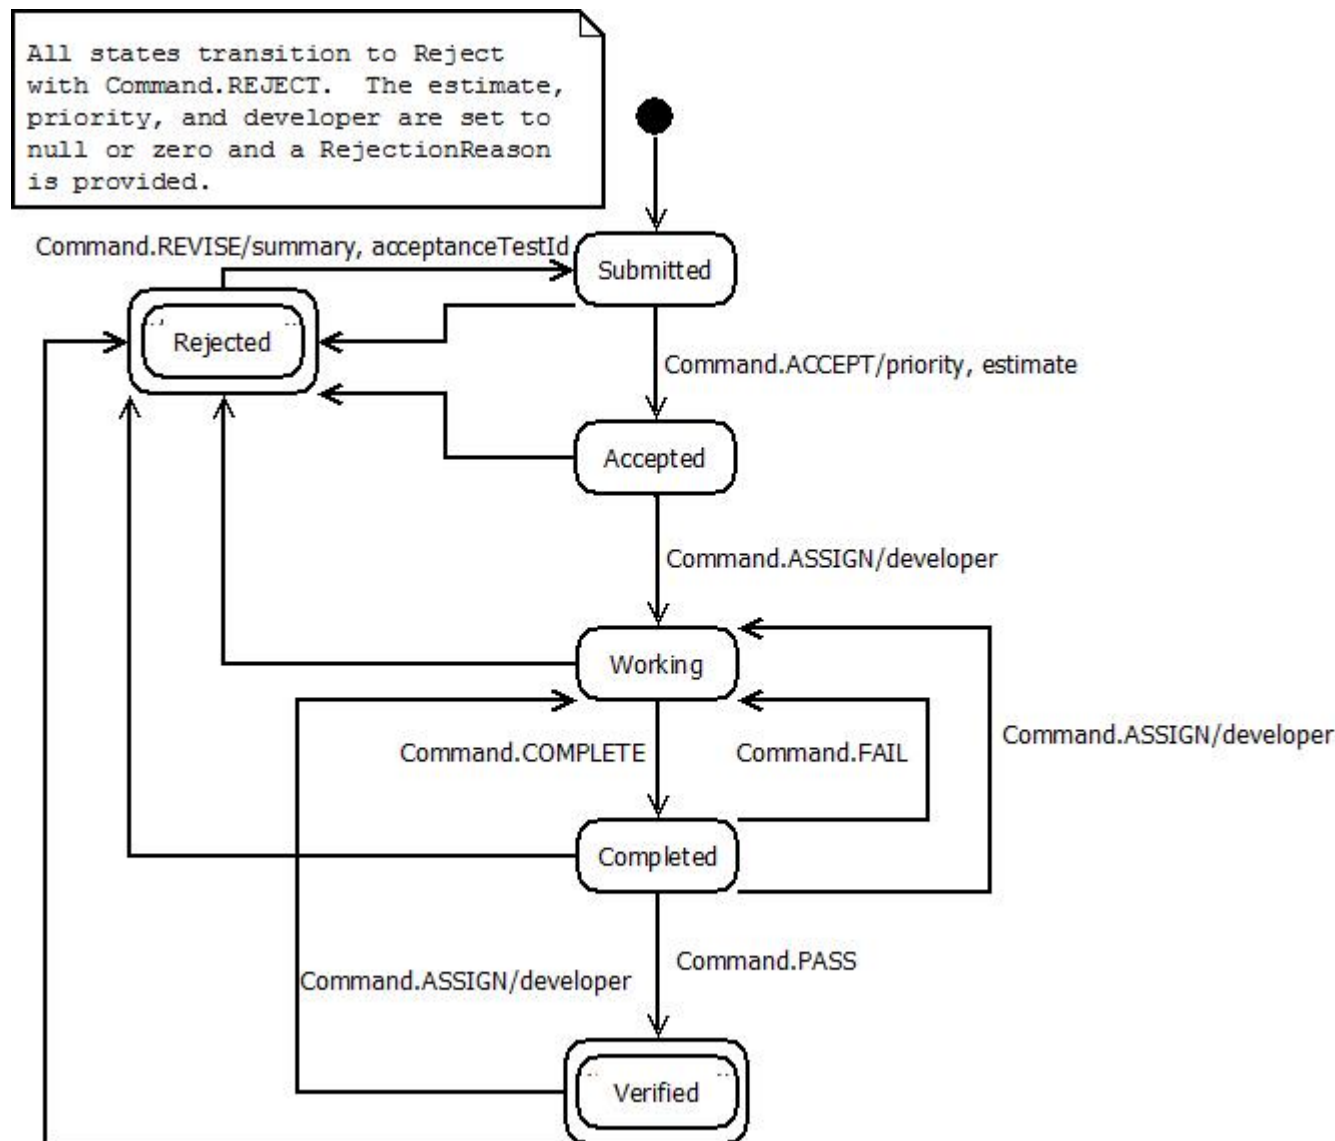 All states transition to Reject
with Command.REJECT.  The estimate,
priority, and developer are set to
null or zero and a RejectionReason
is provided.
Command.REVISE/summary, acceptanceTestId
Submitted
Rejected
Command.ACCEPT/priority, estimate
Accepted
Command.ASSIGN/developer
Working
Command.COMPLETE
Command.FAIL
Command.ASSIGN/developer
Completed
Command.PASS
Command.ASSIGN/developer
Verified